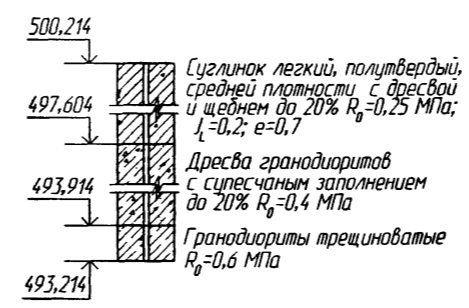 500,214
Суглинок легкий, полутвердый,
средней плотности с дресвой
и щебнем до 20% R₀=0,25 МПа;
J_L=0,2; e=0,7
497,604
Дресва гранодиоритов
с супесчаным заполнением
до 20% R₀=0,4 МПа
493,914
Гранодиориты трещиноватые
R₀=0,6 МПа
493,214